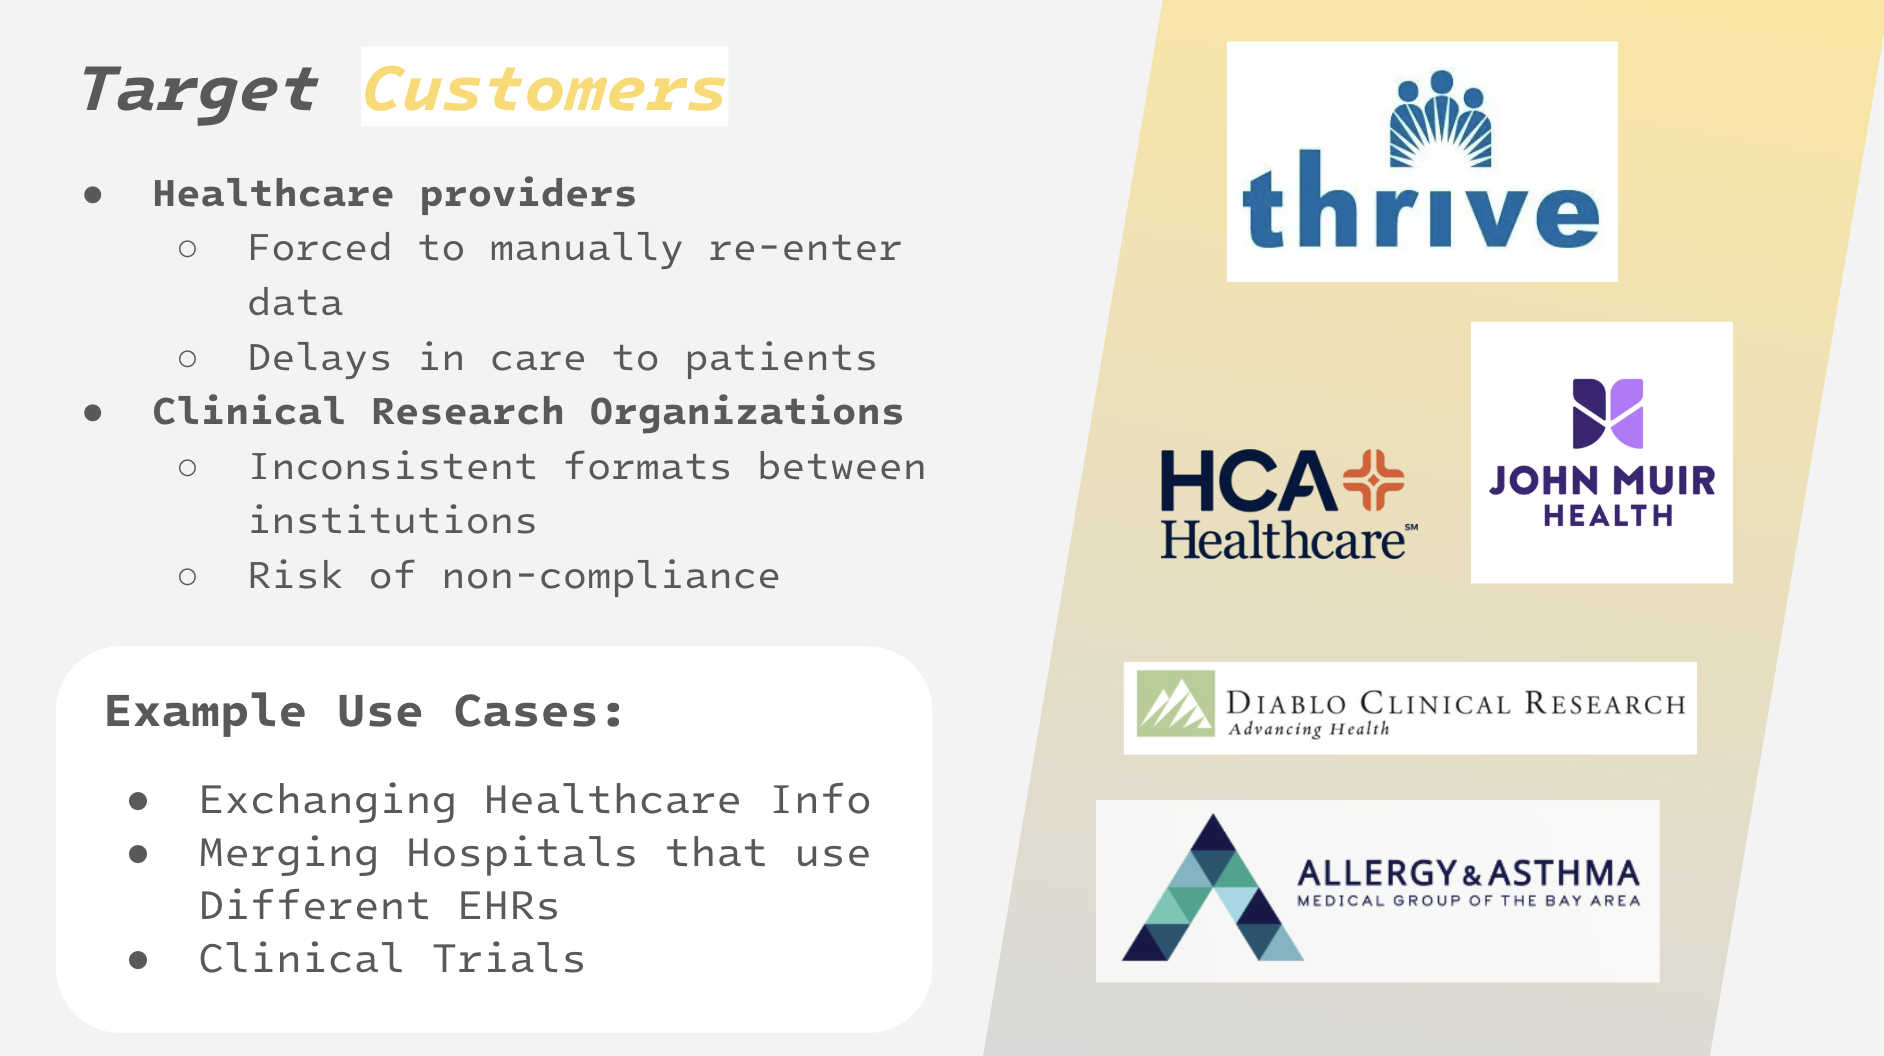 Target Customers
● Healthcare providers
○ Forced to manually re-enter
data
○ Delays in care to patients
● Clinical Research Organizations
○ Inconsistent formats between
institutions
○ Risk of non-compliance
Example Use Cases:
● Exchanging Healthcare Info
● Merging Hospitals that use
Different EHRs
● Clinical Trials
thrive
HCA
Healthcare℠
JOHN MUIR
HEALTH
DIABLO CLINICAL RESEARCH
Advancing Health
ALLERGY & ASTHMA
MEDICAL GROUP OF THE BAY AREA